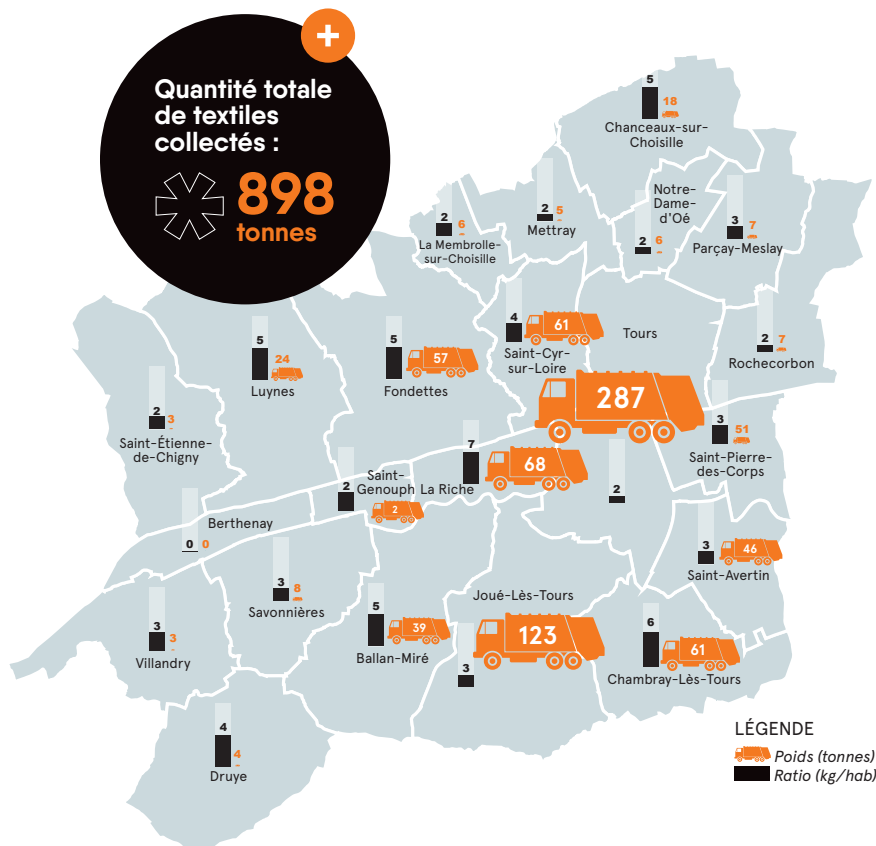 +
Quantité totale
de textiles
collectés :
898
tonnes
5
18
Chanceaux-sur-
Choisille
2
6
La Membrolle-
sur-Choisille
2
5
Mettray
Notre-
Dame-
d'Oé
2
6
3
7
Parçay-Meslay
5
24
Luynes
5
57
Fondettes
4
61
Saint-Cyr-
sur-Loire
Tours
287
2
2
7
Rochecorbon
2
3
Saint-Étienne-
de-Chigny
3
51
Saint-Pierre-
des-Corps
7
68
La Riche
Saint-
Genouph
2
2
Berthenay
0
0
3
46
Saint-Avertin
3
8
Savonnières
3
3
Villandry
5
39
Ballan-Miré
Joué-Lès-Tours
3
123
6
61
Chambray-Lès-Tours
4
4
Druye
LÉGENDE
Poids (tonnes)
Ratio (kg/hab)